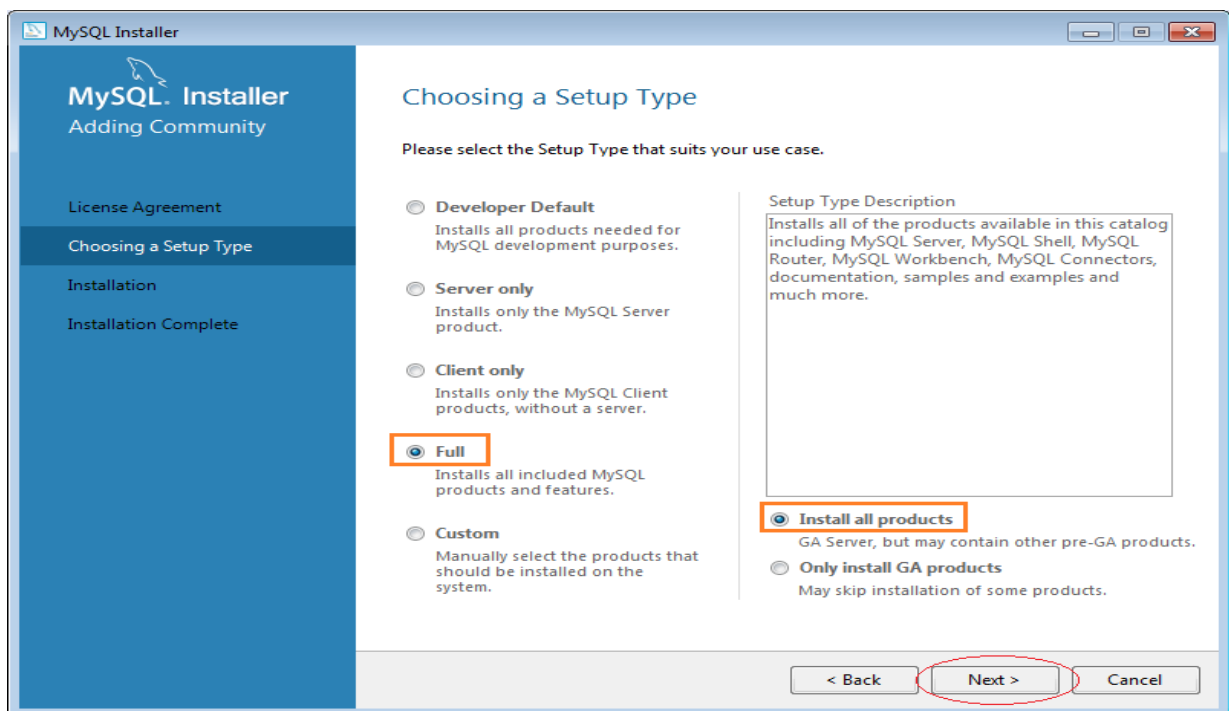 MySQL Installer
MySQL. Installer
Adding Community
License Agreement
Choosing a Setup Type
Installation
Installation Complete
Choosing a Setup Type
Please select the Setup Type that suits your use case.
Developer Default
Installs all products needed for
MySQL development purposes.
Server only
Installs only the MySQL Server
product.
Client only
Installs only the MySQL Client
products, without a server.
Full
Installs all included MySQL
products and features.
Custom
Manually select the products that
should be installed on the
system.
Setup Type Description
Installs all of the products available in this catalog
including MySQL Server, MySQL Shell, MySQL
Router, MySQL Workbench, MySQL Connectors,
documentation, samples and examples and
much more.
Install all products
GA Server, but may contain other pre-GA products.
Only install GA products
May skip installation of some products.
< Back
Next >
Cancel